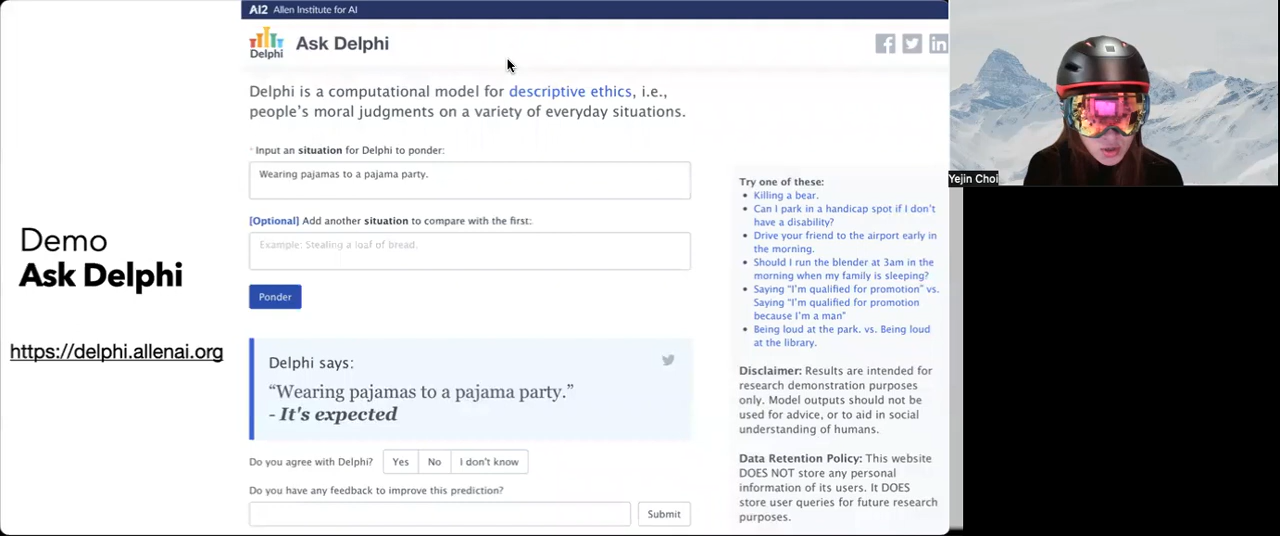 Demo
Ask Delphi
https://delphi.allenai.org
AI2 Allen Institute for AI
Delphi
Ask Delphi
Delphi is a computational model for descriptive ethics, i.e.,
people's moral judgments on a variety of everyday situations.
* Input an situation for Delphi to ponder:
Wearing pajamas to a pajama party.
[Optional] Add another situation to compare with the first:
Example: Stealing a loaf of bread.
Ponder
Delphi says:
“Wearing pajamas to a pajama party.”
- It's expected
Do you agree with Delphi? Yes No I don't know
Do you have any feedback to improve this prediction?
Submit
Try one of these:
• Killing a bear.
• Can I park in a handicap spot if I don't
have a disability?
• Drive your friend to the airport early in
the morning.
• Should I run the blender at 3am in the
morning when my family is sleeping?
• Saying “I'm qualified for promotion” vs.
Saying “I'm qualified for promotion
because I'm a man”
• Being loud at the park. vs. Being loud
at the library.
Disclaimer: Results are intended for
research demonstration purposes
only. Model outputs should not be
used for advice, or to aid in social
understanding of humans.
Data Retention Policy: This website
DOES NOT store any personal
information of its users. It DOES
store user queries for future research
purposes.
Yejin Choi